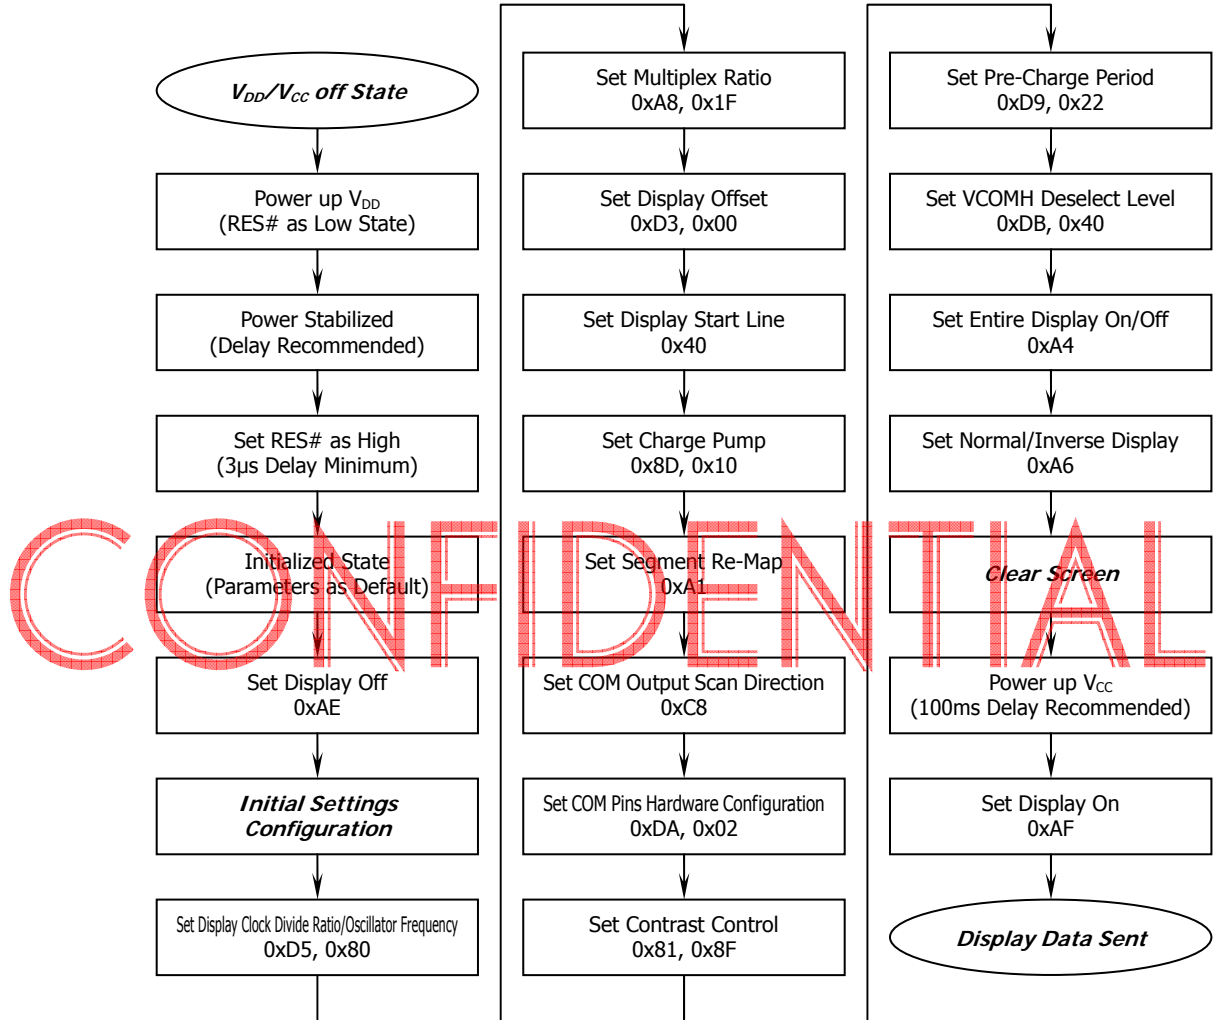 V_DD/V_CC off State
Power up V_DD
(RES# as Low State)
Power Stabilized
(Delay Recommended)
Set RES# as High
(3µs Delay Minimum)
Initialized State
(Parameters as Default)
Set Display Off
0xAE
Initial Settings
Configuration
Set Display Clock Divide Ratio/Oscillator Frequency
0xD5, 0x80
Set Multiplex Ratio
0xA8, 0x1F
Set Display Offset
0xD3, 0x00
Set Display Start Line
0x40
Set Charge Pump
0x8D, 0x10
Set Segment Re-Map
0xA1
Set COM Output Scan Direction
0xC8
Set COM Pins Hardware Configuration
0xDA, 0x02
Set Contrast Control
0x81, 0x8F
Set Pre-Charge Period
0xD9, 0x22
Set VCOMH Deselect Level
0xDB, 0x40
Set Entire Display On/Off
0xA4
Set Normal/Inverse Display
0xA6
Clear Screen
Power up V_CC
(100ms Delay Recommended)
Set Display On
0xAF
Display Data Sent
CONFIDENTIAL